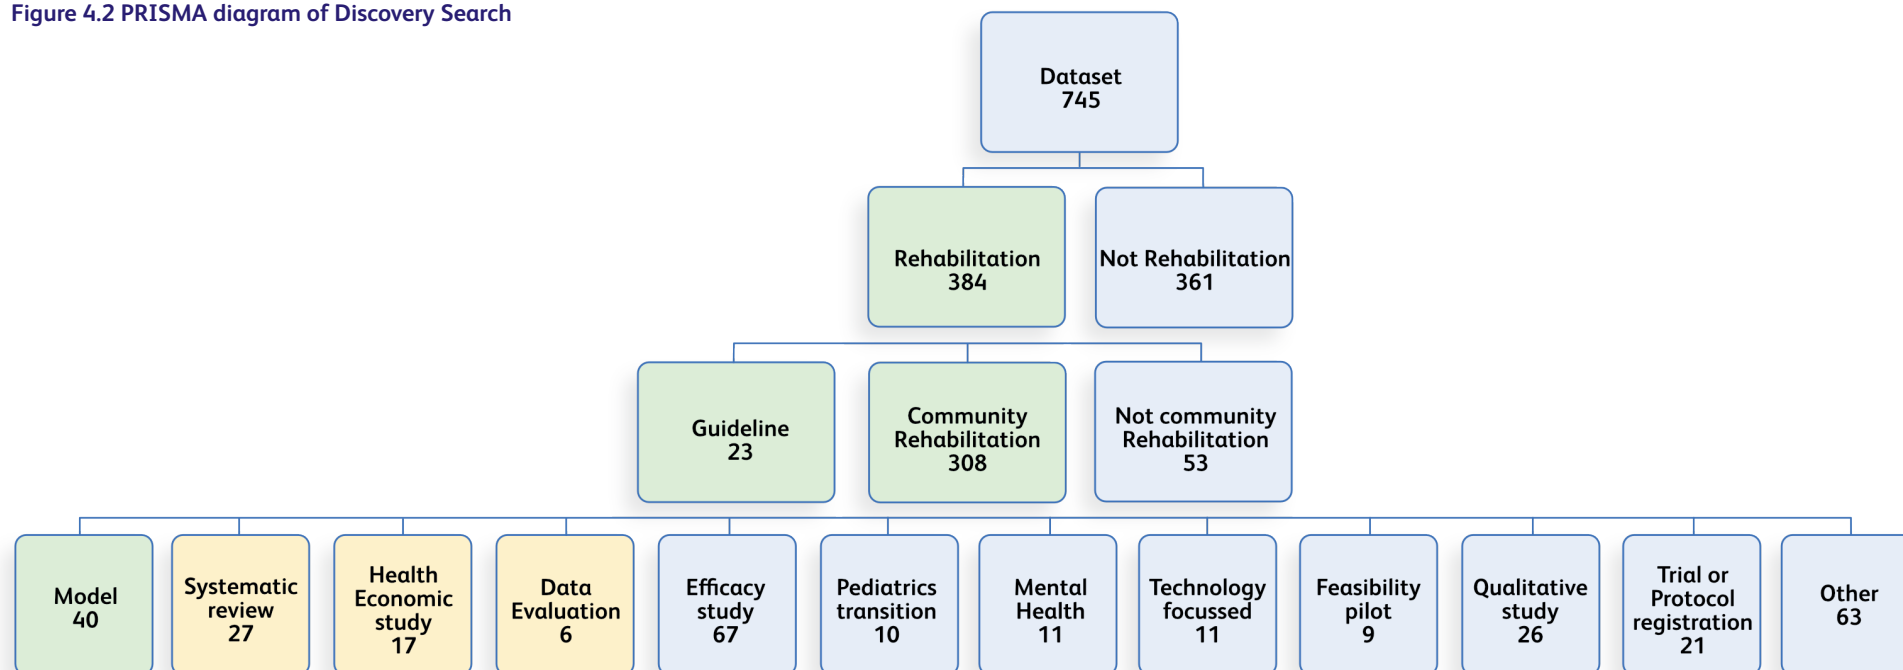 Figure 4.2 PRISMA diagram of Discovery Search
Dataset
745
Rehabilitation
384
Not Rehabilitation
361
Guideline
23
Community
Rehabilitation
308
Not community
Rehabilitation
53
Model
40
Systematic
review
27
Health
Economic
study
17
Data
Evaluation
6
Efficacy
study
67
Pediatrics
transition
10
Mental
Health
11
Technology
focussed
11
Feasibility
pilot
9
Qualitative
study
26
Trial or
Protocol
registration
21
Other
63